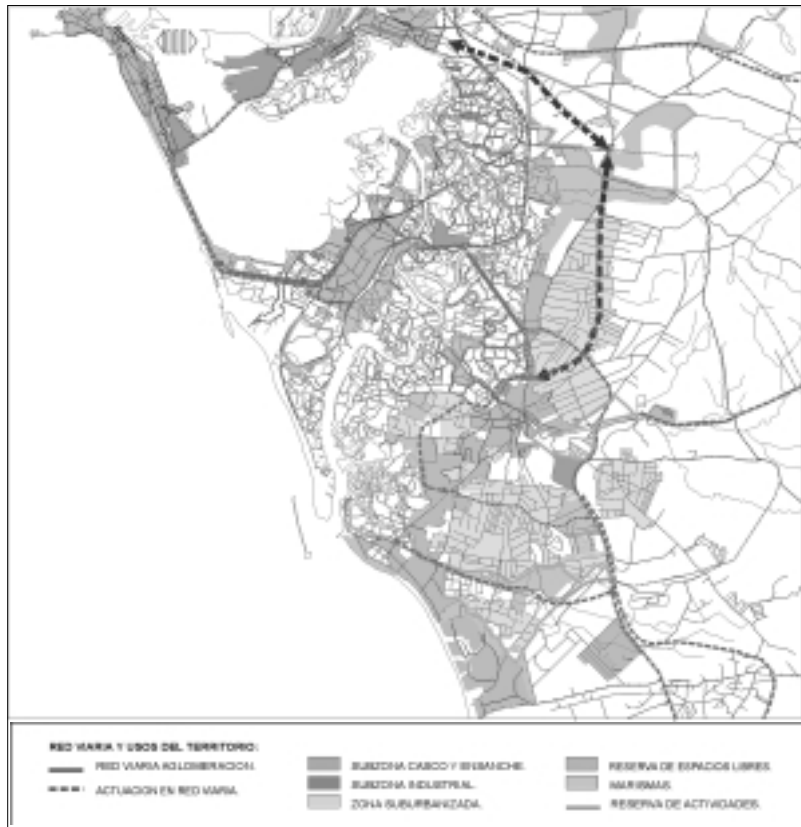 RED VIARIA Y USOS DEL TERRITORIO:
RED VIARIA AGLOMERACION.
ACTUACION EN RED VIARIA.
SUBZONA CASCO Y ENSANCHE.
SUBZONA INDUSTRIAL.
ZONA SUBURBANIZADA.
RESERVA DE ESPACIOS LIBRES.
MARISMAS.
RESERVA DE ACTIVIDADES.